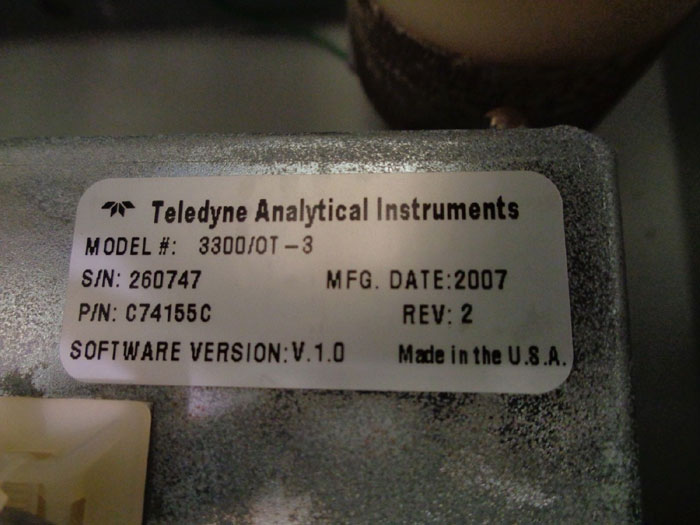 Teledyne Analytical Instruments
MODEL #: 3300/OT-3
S/N: 260747 MFG. DATE:2007
P/N: C74155C REV: 2
SOFTWARE VERSION:V.1.0 Made in the U.S.A.